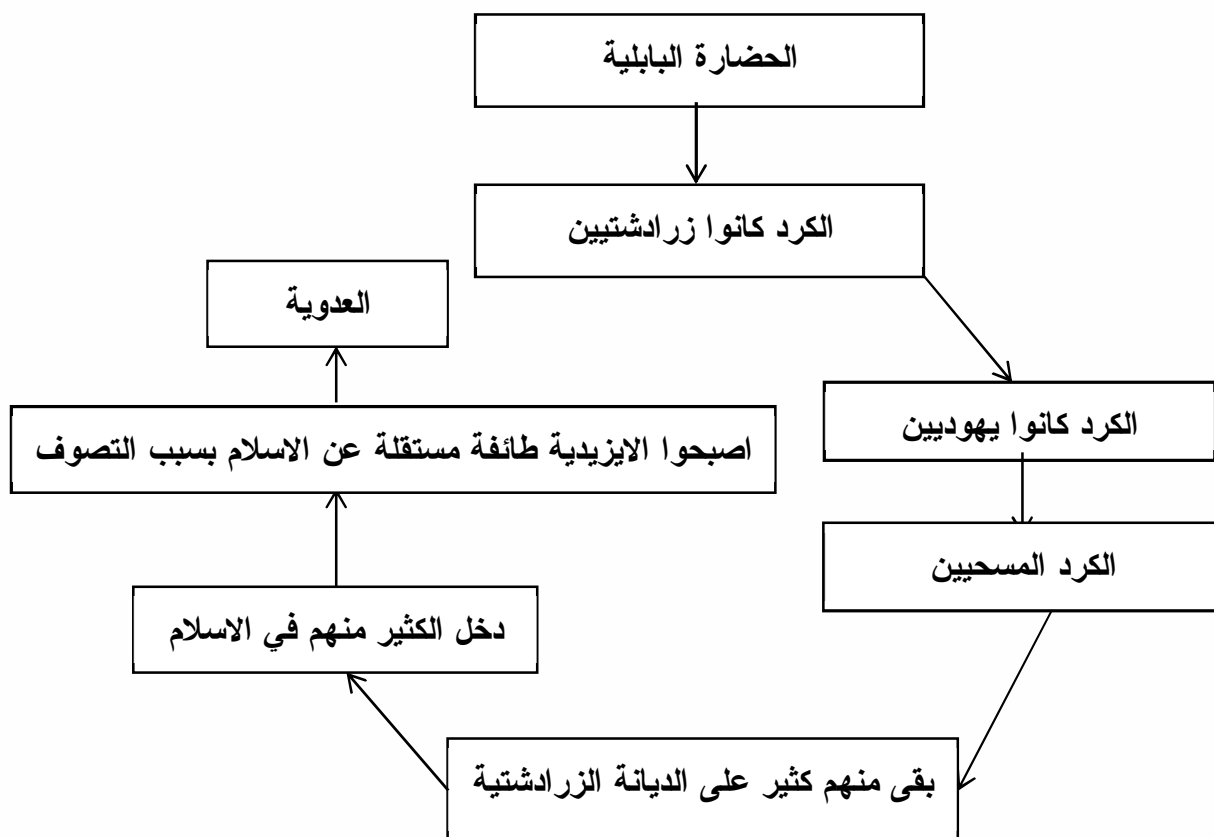 الحضارة البابلية
الكرد كانوا زرادشتيين
الكرد كانوا يهوديين
الكرد المسحيين
بقى منهم كثير على الديانة الزرادشتية
دخل الكثير منهم في الاسلام
اصبحوا الايزيدية طائفة مستقلة عن الاسلام بسبب التصوف
العدوية